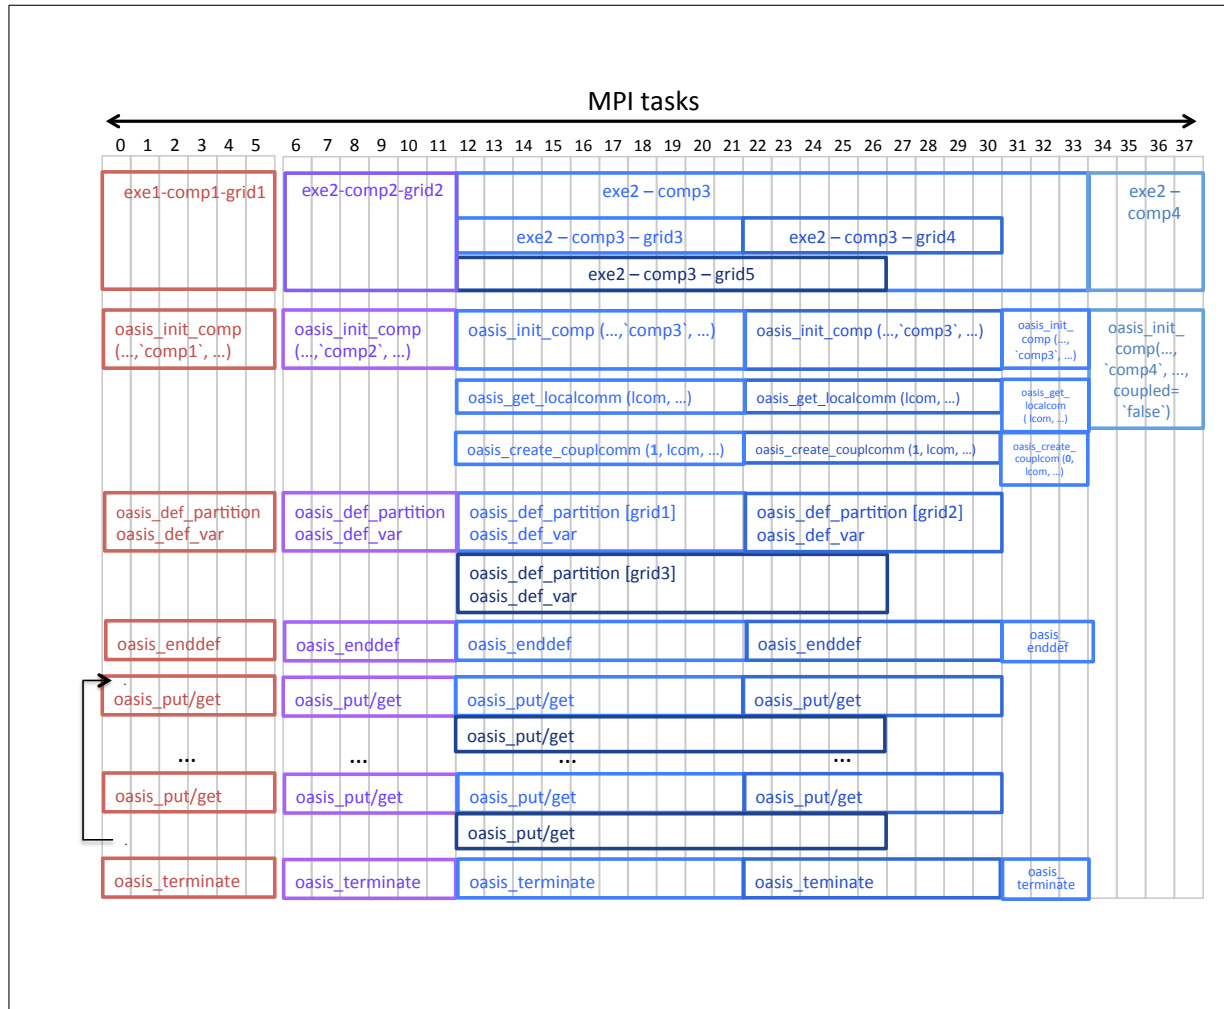 MPI tasks
0 1 2 3 4 5 6 7 8 9 10 11 12 13 14 15 16 17 18 19 20 21 22 23 24 25 26 27 28 29 30 31 32 33 34 35 36 37
exe1-comp1-grid1
exe2-comp2-grid2
exe2 – comp3
exe2 –
comp4
exe2 – comp3 – grid3
exe2 – comp3 – grid4
exe2 – comp3 – grid5
oasis_init_comp
(...,`comp1`, ...)
oasis_init_comp
(...,`comp2`, ...)
oasis_init_comp (...,`comp3`, ...)
oasis_init_comp (...,`comp3`, ...)
oasis_init_
comp (...,
`comp3`, ...)
oasis_init_
comp(...,
`comp4`, ...,
coupled=
`false`)
oasis_get_localcomm (lcom, ...)
oasis_get_localcomm (lcom, ...)
oasis_get_
localcom
( lcom, ...)
oasis_create_couplcomm (1, lcom, ...)
oasis_create_couplcomm (1, lcom, ...)
oasis_create_
couplcom (0,
lcom, ...)
oasis_def_partition
oasis_def_var
oasis_def_partition
oasis_def_var
oasis_def_partition [grid1]
oasis_def_var
oasis_def_partition [grid2]
oasis_def_var
oasis_def_partition [grid3]
oasis_def_var
oasis_enddef
oasis_enddef
oasis_enddef
oasis_enddef
oasis_
enddef
oasis_put/get
oasis_put/get
oasis_put/get
oasis_put/get
oasis_put/get
... ... ... ...
oasis_put/get
oasis_put/get
oasis_put/get
oasis_put/get
oasis_put/get
oasis_terminate
oasis_terminate
oasis_terminate
oasis_teminate
oasis_
terminate